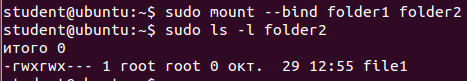 student@ubuntu:~$ sudo mount --bind folder1 folder2
student@ubuntu:~$ sudo ls -l folder2
итого 0
-rwxrwx--- 1 root root 0 окт.  29 12:55 file1